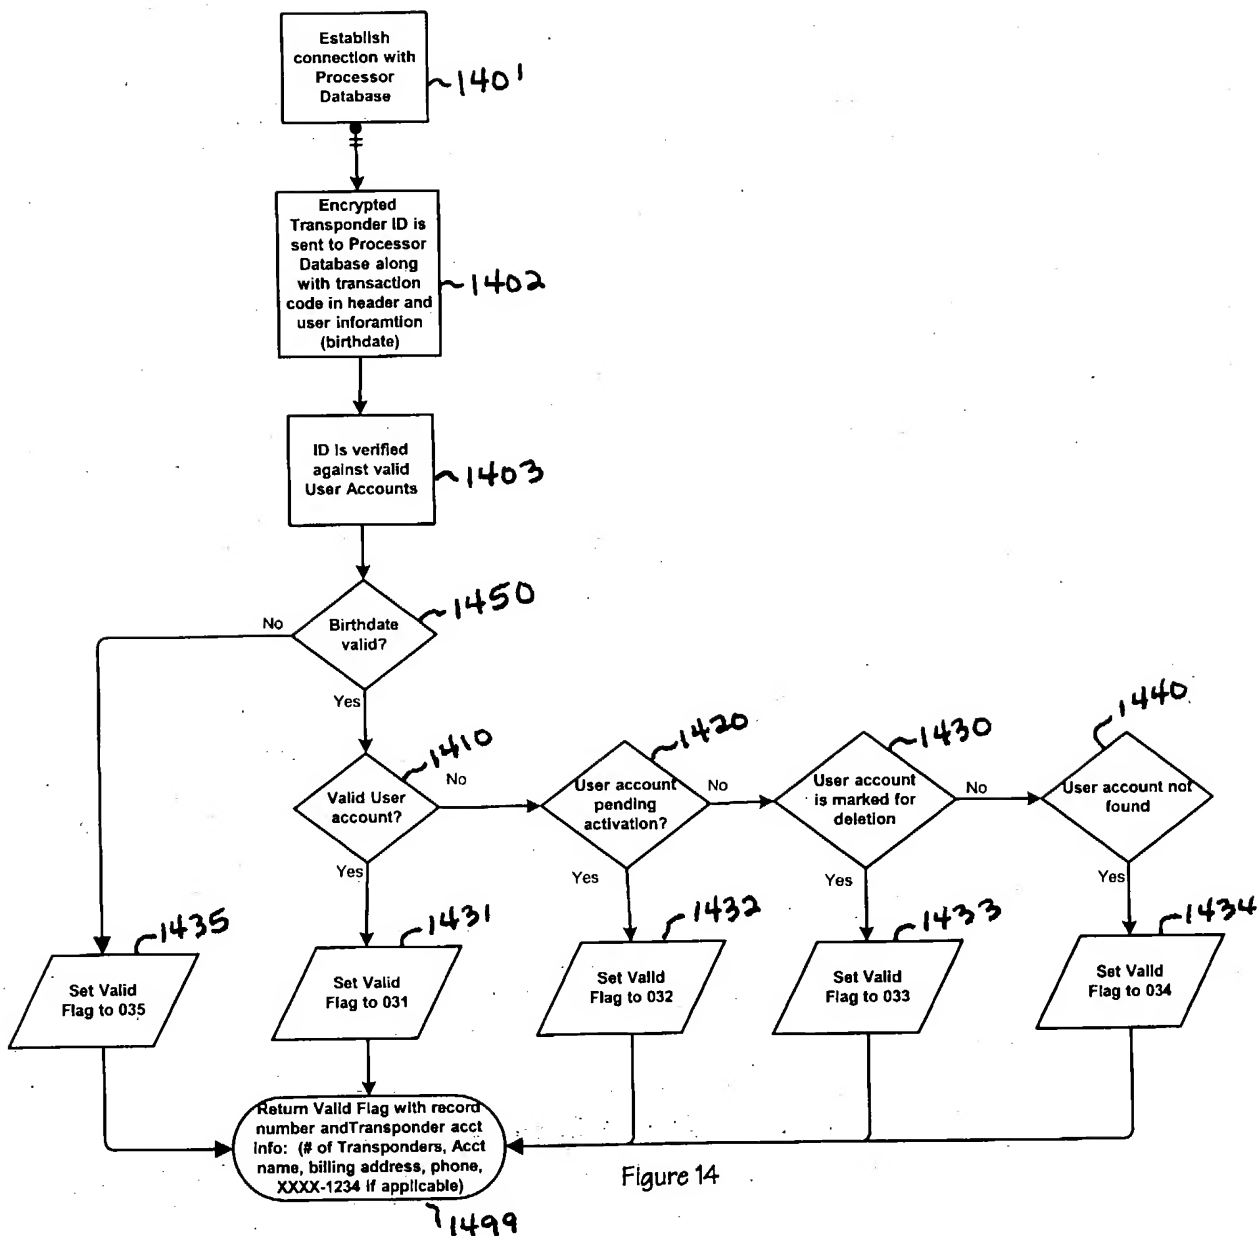 Establish
connection with
Processor
Database
1401
Encrypted
Transponder ID is
sent to Processor
Database along
with transaction
code in header and
user inforamtion
(birthdate)
1402
ID is verified
against valid
User Accounts
1403
Birthdate
valid?
1450
No
Yes
Valid User
account?
1410
No
Yes
User account
pending
activation?
1420
No
Yes
User account
is marked for
deletion
1430
No
Yes
User account not
found
1440
Yes
Set Valid
Flag to 035
1435
Set Valid
Flag to 031
1431
Set Valid
Flag to 032
1432
Set Valid
Flag to 033
1433
Set Valid
Flag to 034
1434
Return Valid Flag with record
number andTransponder acct
info: (# of Transponders, Acct
name, billing address, phone,
XXXX-1234 if applicable)
1499
Figure 14